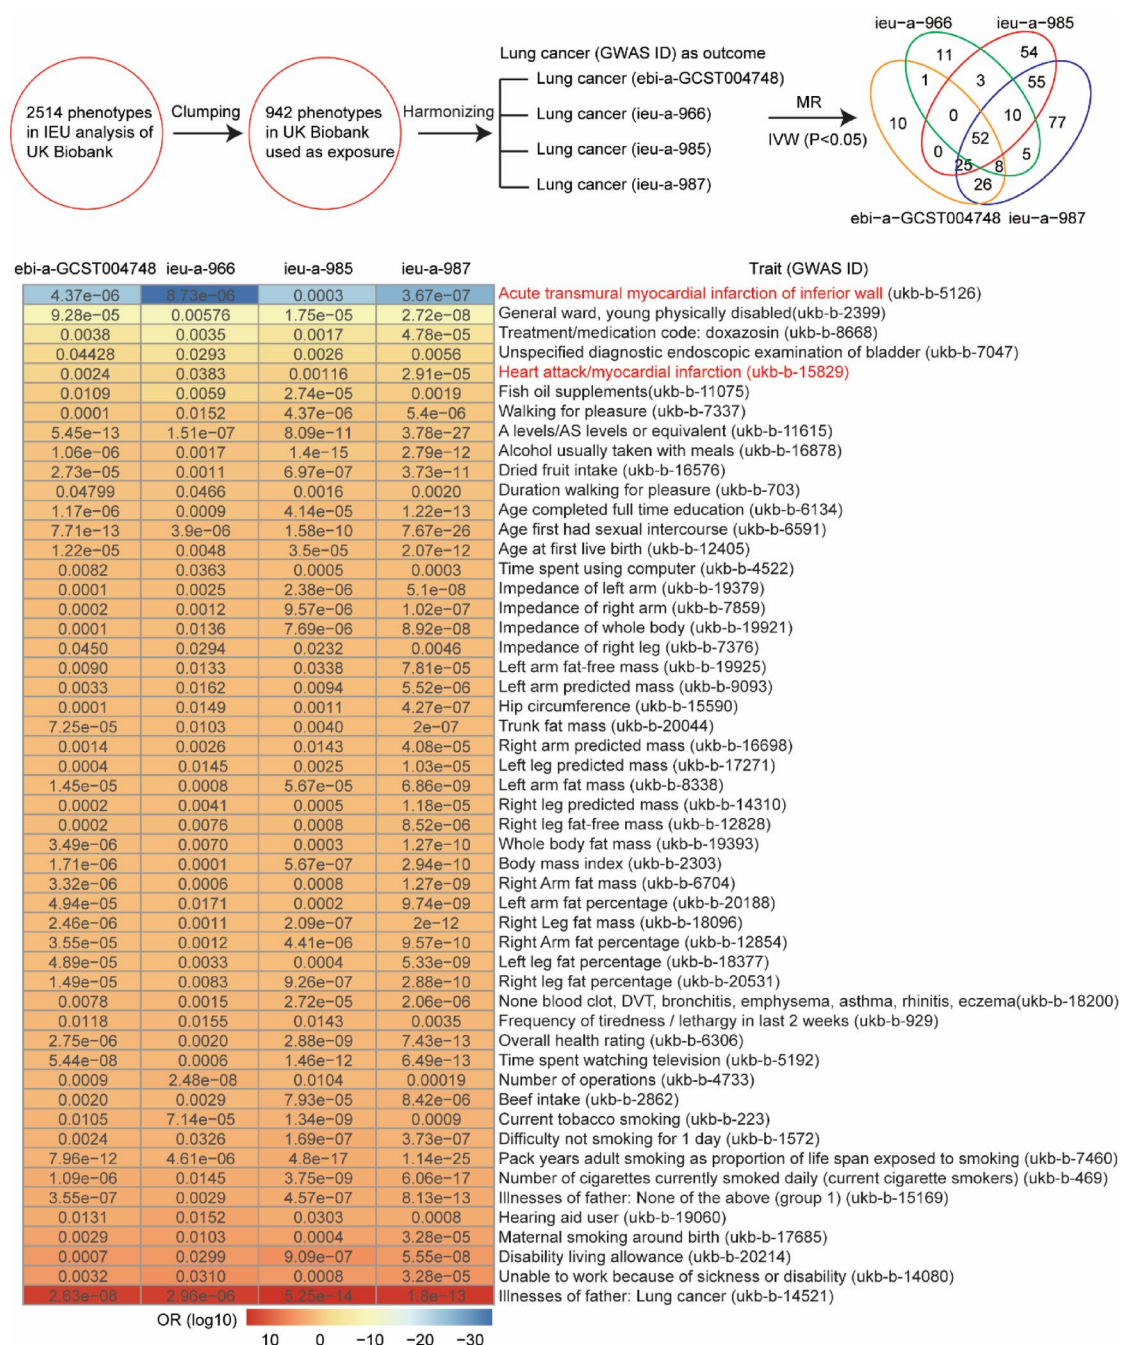 2514 phenotypes
in IEU analysis of
UK Biobank
Clumping
942 phenotypes
in UK Biobank
used as exposure
Harmonizing
Lung cancer (GWAS ID) as outcome
Lung cancer (ebi-a-GCST004748)
Lung cancer (ieu-a-966)
Lung cancer (ieu-a-985)
Lung cancer (ieu-a-987)
MR
IVW (P<0.05)
ieu-a-966 ieu-a-985
11 54
1 3 55
10 0 10 77
52
0 25 8 5
26
ebi-a-GCST004748 ieu-a-987
ebi-a-GCST004748 ieu-a-966 ieu-a-985 ieu-a-987 Trait (GWAS ID)
4.37e-06 8.73e-06 0.0003 3.67e-07 Acute transmural myocardial infarction of inferior wall (ukb-b-5126)
9.28e-05 0.00576 1.75e-05 2.72e-08 General ward, young physically disabled(ukb-b-2399)
0.0038 0.0035 0.0017 4.78e-05 Treatment/medication code: doxazosin (ukb-b-8668)
0.04428 0.0293 0.0026 0.0056 Unspecified diagnostic endoscopic examination of bladder (ukb-b-7047)
0.0024 0.0383 0.00116 2.91e-05 Heart attack/myocardial infarction (ukb-b-15829)
0.0109 0.0059 2.74e-05 0.0019 Fish oil supplements(ukb-b-11075)
0.0001 0.0152 4.37e-06 5.4e-06 Walking for pleasure (ukb-b-7337)
5.45e-13 1.51e-07 8.09e-11 3.78e-27 A levels/AS levels or equivalent (ukb-b-11615)
1.06e-06 0.0017 1.4e-15 2.79e-12 Alcohol usually taken with meals (ukb-b-16878)
2.73e-05 0.0011 6.97e-07 3.73e-11 Dried fruit intake (ukb-b-16576)
0.04799 0.0466 0.0016 0.0020 Duration walking for pleasure (ukb-b-703)
1.17e-06 0.0009 4.14e-05 1.22e-13 Age completed full time education (ukb-b-6134)
7.71e-13 3.9e-06 1.58e-10 7.67e-26 Age first had sexual intercourse (ukb-b-6591)
1.22e-05 0.0048 3.5e-05 2.07e-12 Age at first live birth (ukb-b-12405)
0.0082 0.0363 0.0005 0.0003 Time spent using computer (ukb-b-4522)
0.0001 0.0025 2.38e-06 5.1e-08 Impedance of left arm (ukb-b-19379)
0.0002 0.0012 9.57e-06 1.02e-07 Impedance of right arm (ukb-b-7859)
0.0001 0.0136 7.69e-06 8.92e-08 Impedance of whole body (ukb-b-19921)
0.0450 0.0294 0.0232 0.0046 Impedance of right leg (ukb-b-7376)
0.0090 0.0133 0.0338 7.81e-05 Left arm fat-free mass (ukb-b-19925)
0.0033 0.0162 0.0094 5.52e-06 Left arm predicted mass (ukb-b-9093)
0.0001 0.0149 0.0011 4.27e-07 Hip circumference (ukb-b-15590)
7.25e-05 0.0103 0.0040 2e-07 Trunk fat mass (ukb-b-20044)
0.0014 0.0026 0.0143 4.08e-05 Right arm predicted mass (ukb-b-16698)
0.0004 0.0145 0.0025 1.03e-05 Left leg predicted mass (ukb-b-17271)
1.45e-05 0.0008 5.67e-05 6.86e-09 Left arm fat mass (ukb-b-8338)
0.0002 0.0041 0.0005 1.18e-05 Right leg predicted mass (ukb-b-14310)
0.0002 0.0076 0.0008 8.52e-06 Right leg fat-free mass (ukb-b-12828)
3.49e-06 0.0070 0.0003 1.27e-10 Whole body fat mass (ukb-b-19393)
1.71e-06 0.0001 5.67e-07 2.94e-10 Body mass index (ukb-b-2303)
3.32e-06 0.0006 0.0008 1.27e-09 Right Arm fat mass (ukb-b-6704)
4.94e-05 0.0171 0.0002 9.74e-09 Left arm fat percentage (ukb-b-20188)
2.46e-06 0.0011 2.09e-07 2e-12 Right Leg fat mass (ukb-b-18096)
3.55e-05 0.0012 4.41e-06 9.57e-10 Right Arm fat percentage (ukb-b-12854)
4.89e-05 0.0033 0.0004 5.33e-09 Left leg fat percentage (ukb-b-18377)
1.49e-05 0.0083 9.26e-07 2.88e-10 Right leg fat percentage (ukb-b-20531)
0.0078 0.0015 2.72e-05 2.06e-06 None blood clot, DVT, bronchitis, emphysema, asthma, rhinitis, eczema(ukb-b-18200)
0.0118 0.0155 0.0143 0.0035 Frequency of tiredness / lethargy in last 2 weeks (ukb-b-929)
2.75e-06 0.0020 2.88e-09 7.43e-13 Overall health rating (ukb-b-6306)
5.44e-08 0.0006 1.46e-12 6.49e-13 Time spent watching television (ukb-b-5192)
0.0009 2.48e-08 0.0104 0.00019 Number of operations (ukb-b-4733)
0.0020 0.0029 7.93e-05 8.42e-06 Beef intake (ukb-b-2862)
0.0105 7.14e-05 1.34e-09 0.0009 Current tobacco smoking (ukb-b-223)
0.0024 0.0326 1.69e-07 3.73e-07 Difficulty not smoking for 1 day (ukb-b-1572)
7.96e-12 4.61e-06 4.8e-17 1.14e-25 Pack years adult smoking as proportion of life span exposed to smoking (ukb-b-7460)
1.09e-06 0.0145 3.75e-09 6.06e-17 Number of cigarettes currently smoked daily (current cigarette smokers) (ukb-b-469)
3.55e-07 0.0029 4.57e-07 8.13e-13 Illnesses of father: None of the above (group 1) (ukb-b-15169)
0.0131 0.0152 0.0303 0.0008 Hearing aid user (ukb-b-19060)
0.0029 0.0103 0.0004 3.28e-05 Maternal smoking around birth (ukb-b-17685)
0.0007 0.0299 9.09e-07 5.55e-08 Disability living allowance (ukb-b-20214)
0.0032 0.0310 0.0008 3.28e-05 Unable to work because of sickness or disability (ukb-b-14080)
2.63e-08 2.96e-06 5.25e-14 1.8e-13 Illnesses of father: Lung cancer (ukb-b-14521)
OR (log10)
10 0 -10 -20 -30